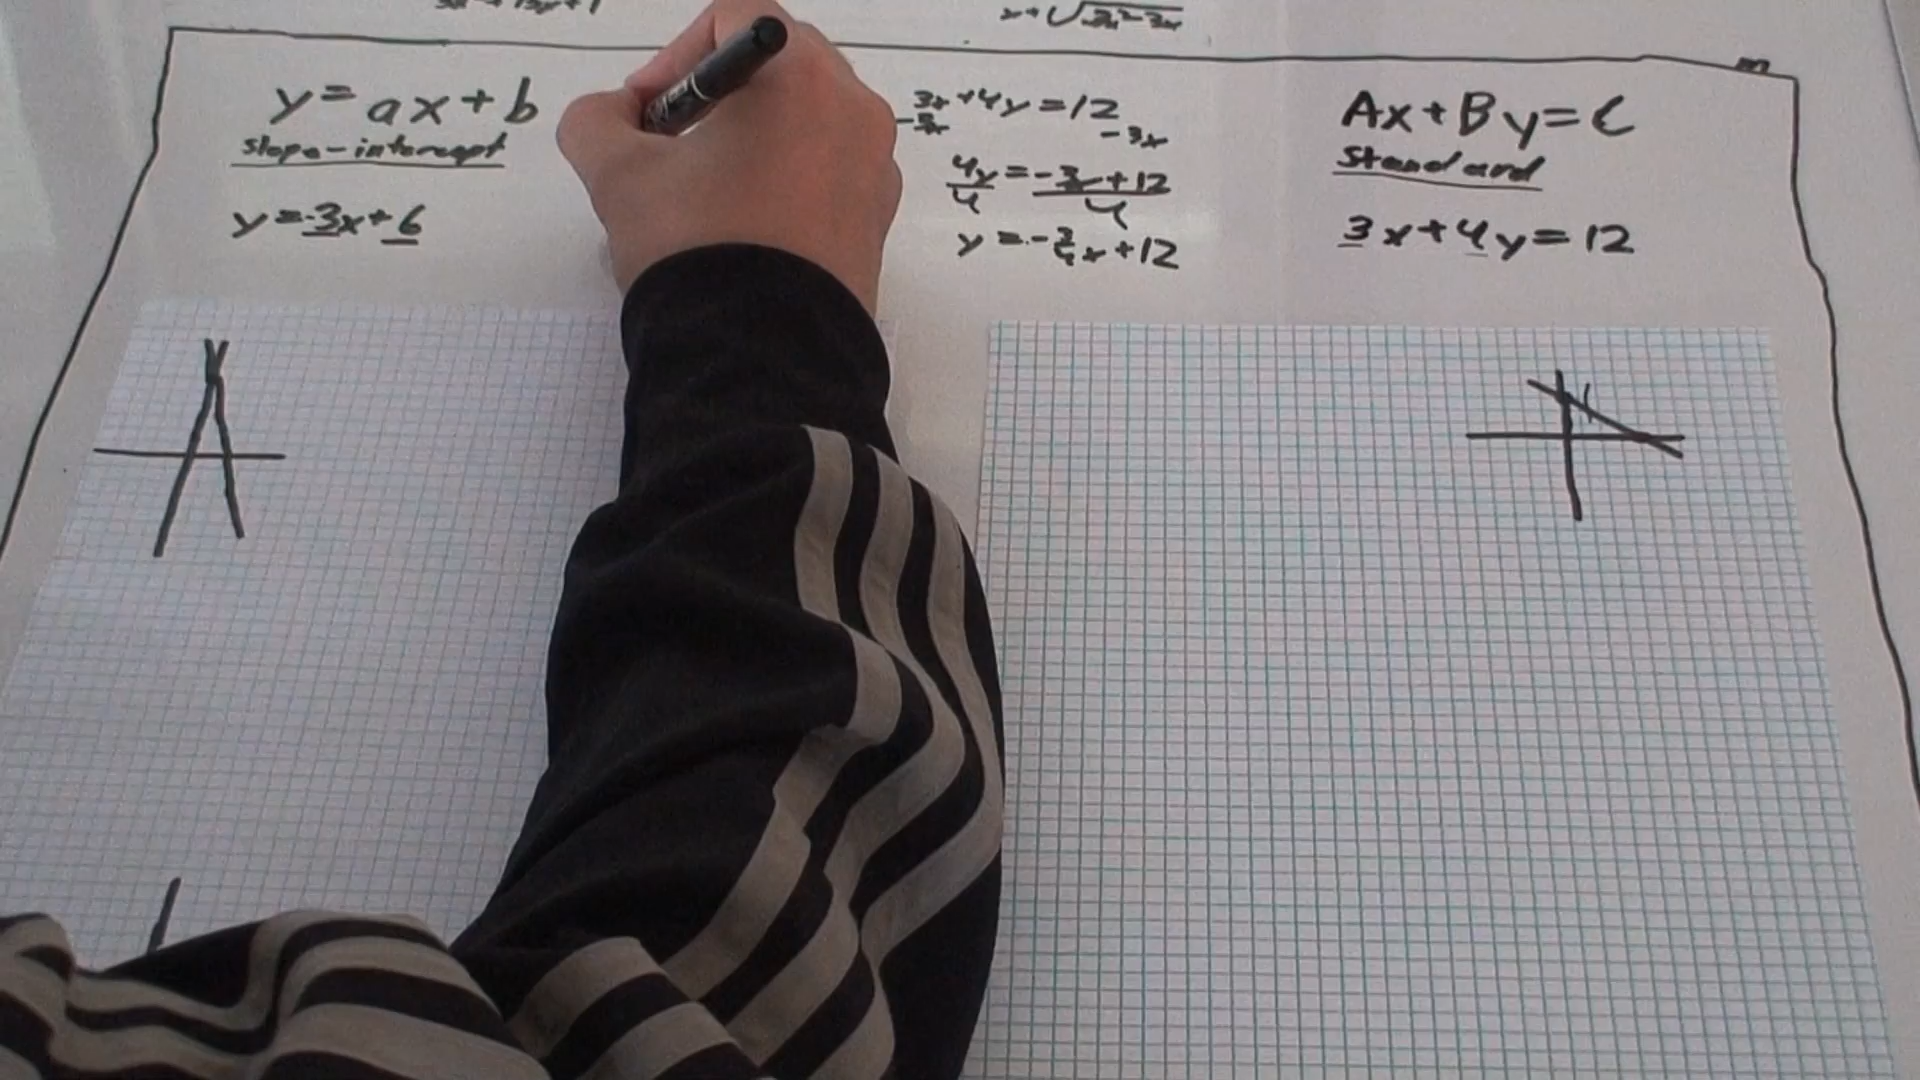 y = ax + b
slope-intercept
y = -3x + 6
3x + 4y = 12
-3x -3x
4y = -3x + 12
4 4
y = -3/4x + 12
Ax + By = C
Standard
3x + 4y = 12